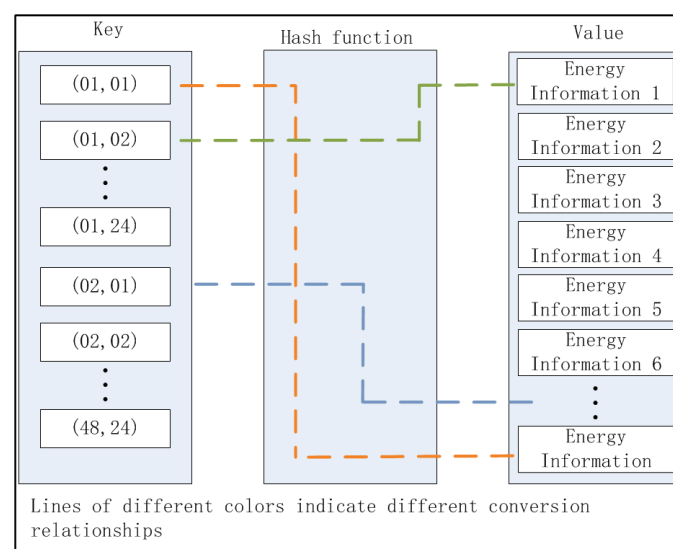 Key
Hash function
Value
(01,01)
(01,02)
(01,24)
(02,01)
(02,02)
(48,24)
Energy
Information 1
Energy
Information 2
Energy
Information 3
Energy
Information 4
Energy
Information 5
Energy
Information 6
Energy
Information
Lines of different colors indicate different conversion
relationships